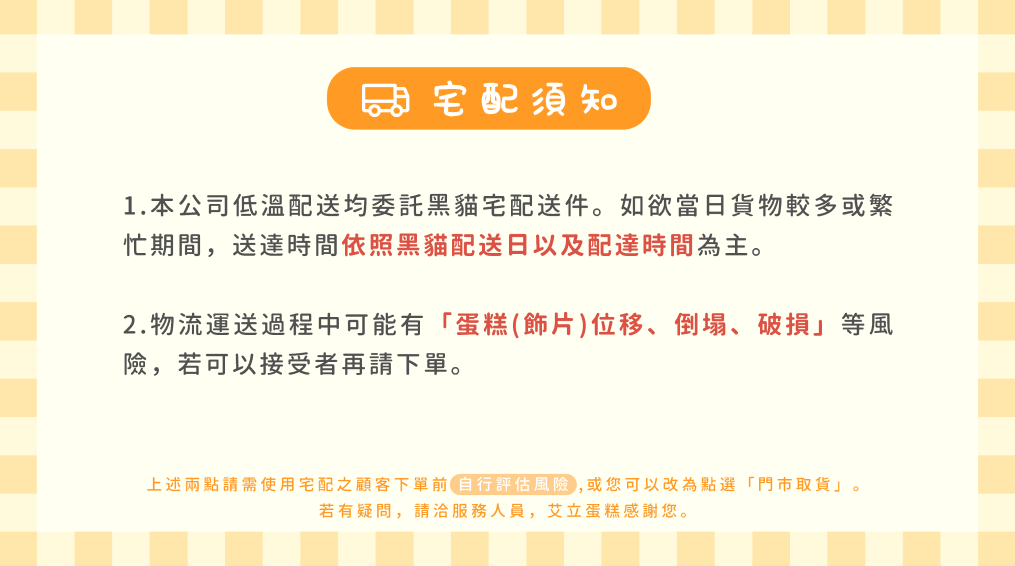 宅配須知
1.本公司低溫配送均委託黑貓宅配送件。如欲當日貨物較多或繁
忙期間，送達時間依照黑貓配送日以及配達時間為主。
2.物流運送過程中可能有「蛋糕(飾片)位移、倒塌、破損」等風
險，若可以接受者再請下單。
上述兩點請需使用宅配之顧客下單前自行評估風險,或您可以改為點選「門市取貨」。
若有疑問，請洽服務人員，艾立蛋糕感謝您。